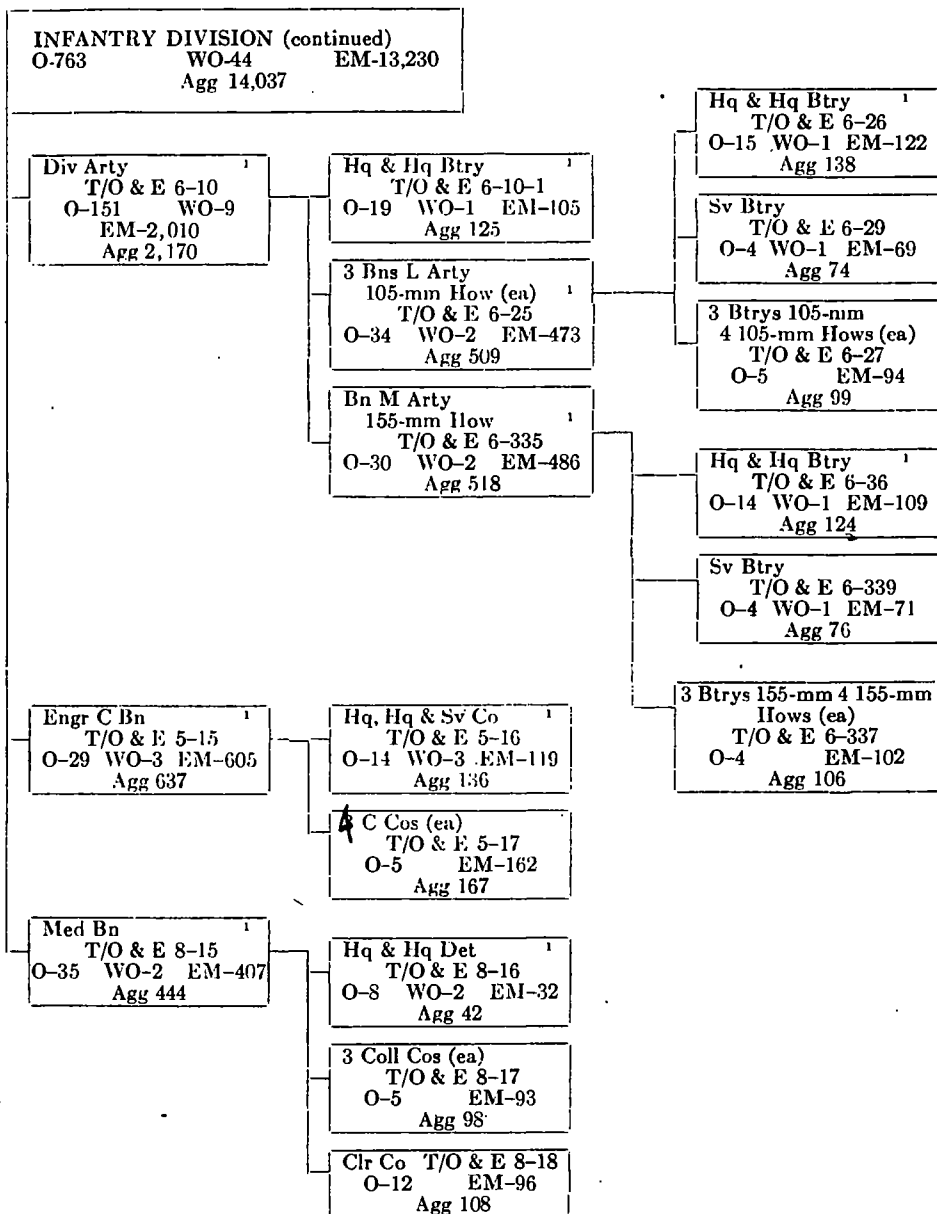 INFANTRY DIVISION (continued)
O-763 WO-44 EM-13,230
Agg 14,037
Div Arty 1
T/O & E 6-10
O-151 WO-9
EM-2,010
Agg 2,170
Hq & Hq Btry 1
T/O & E 6-10-1
O-19 WO-1 EM-105
Agg 125
3 Bns L Arty
105-mm How (ea) 1
T/O & E 6-25
O-34 WO-2 EM-473
Agg 509
Bn M Arty
155-mm How 1
T/O & E 6-335
O-30 WO-2 EM-486
Agg 518
Hq & Hq Btry 1
T/O & E 6-26
O-15 WO-1 EM-122
Agg 138
Sv Btry
T/O & E 6-29
O-4 WO-1 EM-69
Agg 74
3 Btrys 105-mm
4 105-mm Hows (ea)
T/O & E 6-27
O-5 EM-94
Agg 99
Hq & Hq Btry 1
T/O & E 6-36
O-14 WO-1 EM-109
Agg 124
Sv Btry
T/O & E 6-339
O-4 WO-1 EM-71
Agg 76
3 Btrys 155-mm 4 155-mm
Hows (ea)
T/O & E 6-337
O-4 EM-102
Agg 106
Engr C Bn 1
T/O & E 5-15
O-29 WO-3 EM-605
Agg 637
Hq, Hq & Sv Co 1
T/O & E 5-16
O-14 WO-3 EM-119
Agg 136
4 C Cos (ea)
T/O & E 5-17
O-5 EM-162
Agg 167
Med Bn 1
T/O & E 8-15
O-35 WO-2 EM-407
Agg 444
Hq & Hq Det 1
T/O & E 8-16
O-8 WO-2 EM-32
Agg 42
3 Coll Cos (ea)
T/O & E 8-17
O-5 EM-93
Agg 98
Clr Co T/O & E 8-18
O-12 EM-96
Agg 108